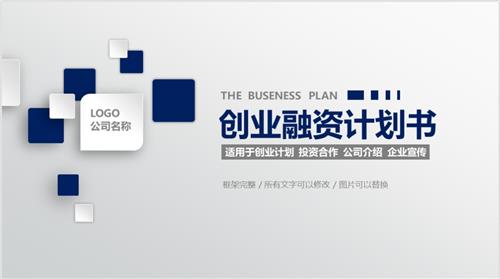 LOGO
公司名称
THE BUSENESS PLAN
创业融资计划书
适用于创业计划 投资合作 公司介绍 企业宣传
框架完整 / 所有文字可以修改 / 图片可以替换